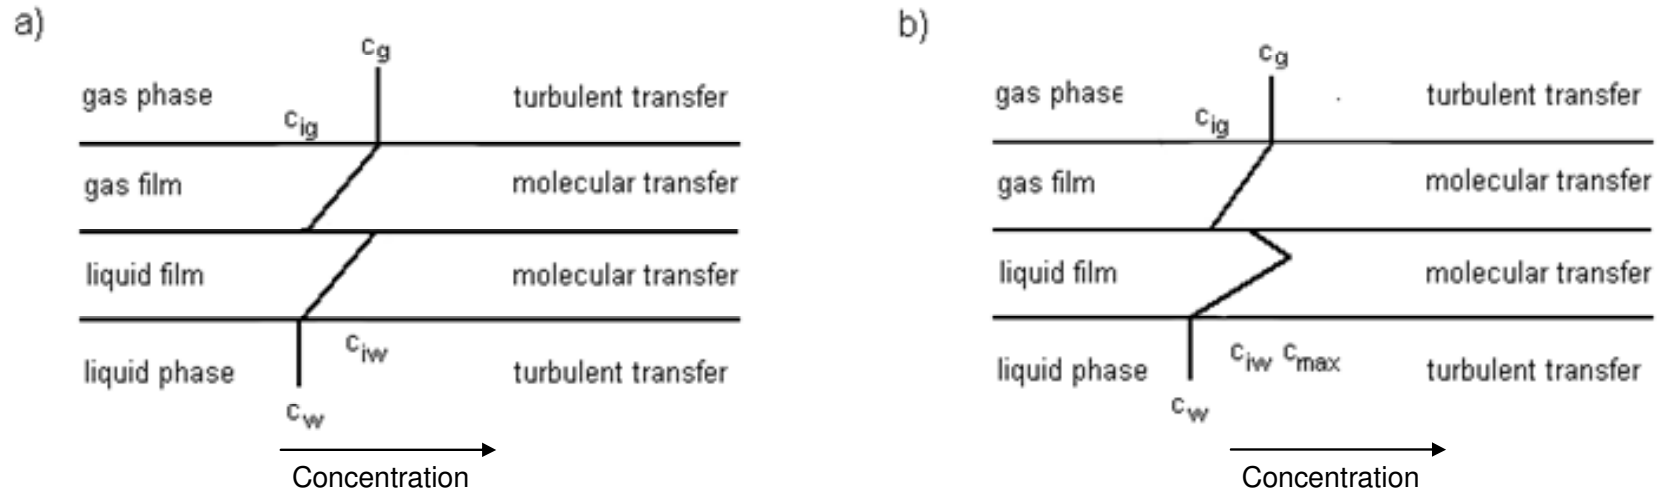 a)
c_g
gas phase
turbulent transfer
c_ig
gas film
molecular transfer
liquid film
molecular transfer
c_iw
liquid phase
turbulent transfer
c_w
Concentration
b)
c_g
gas phase
turbulent transfer
c_ig
gas film
molecular transfer
liquid film
molecular transfer
c_iw c_max
liquid phase
turbulent transfer
c_w
Concentration